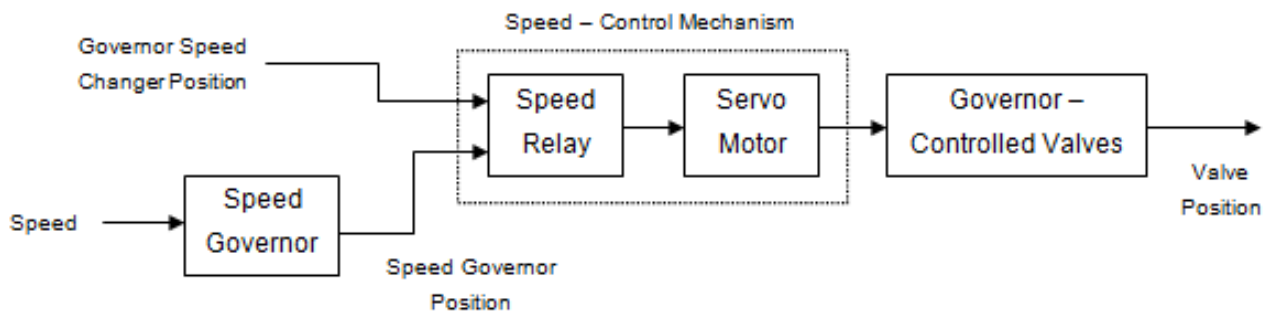 Speed – Control Mechanism
Governor Speed
Changer Position
Speed
Relay
Servo
Motor
Governor –
Controlled Valves
Valve
Position
Speed
Speed
Governor
Speed Governor
Position